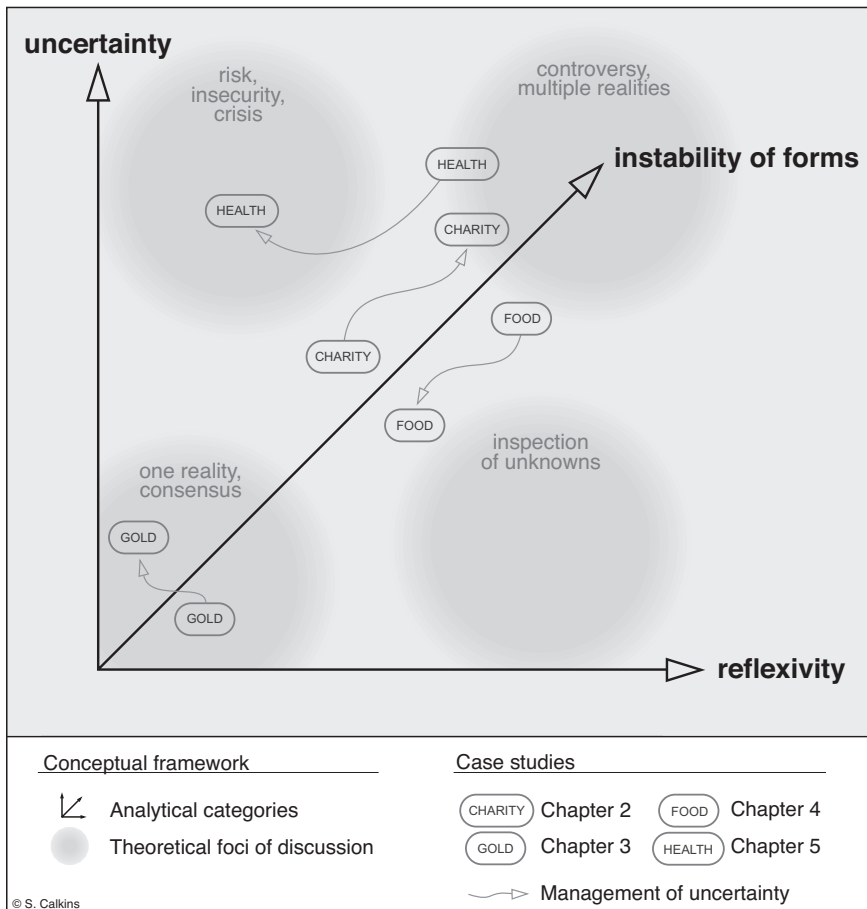 uncertainty
risk,
insecurity,
crisis
controversy,
multiple realities
instability of forms
HEALTH
HEALTH
CHARITY
FOOD
CHARITY
FOOD
inspection
of unknowns
one reality,
consensus
GOLD
GOLD
reflexivity
Conceptual framework
Analytical categories
Theoretical foci of discussion
Case studies
CHARITY Chapter 2
FOOD Chapter 4
GOLD Chapter 3
HEALTH Chapter 5
Management of uncertainty
© S. Calkins